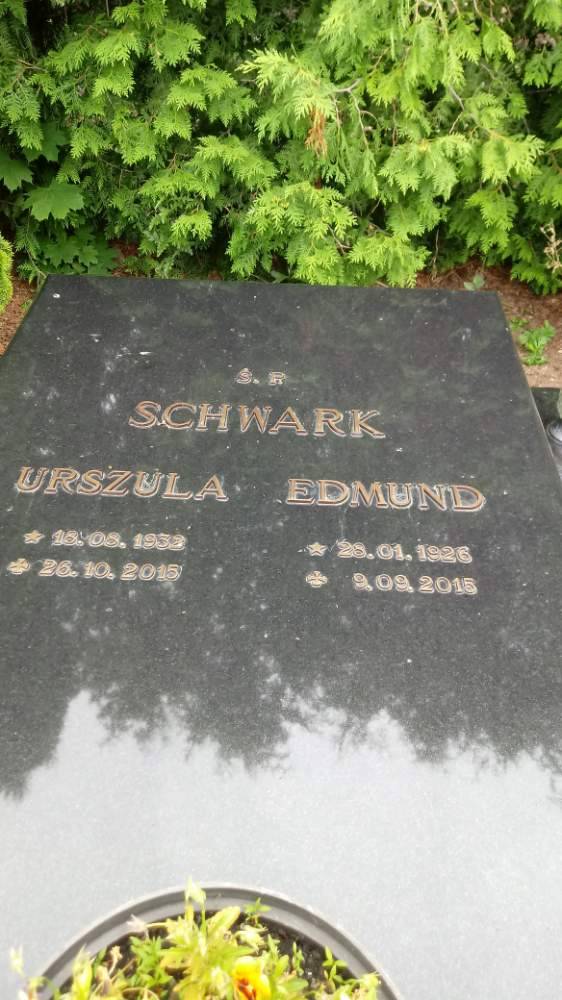 Ś. P.
SCHWARK
URSZULA EDMUND
18.08.1932 28.01.1926
26.10.2015 9.09.2015